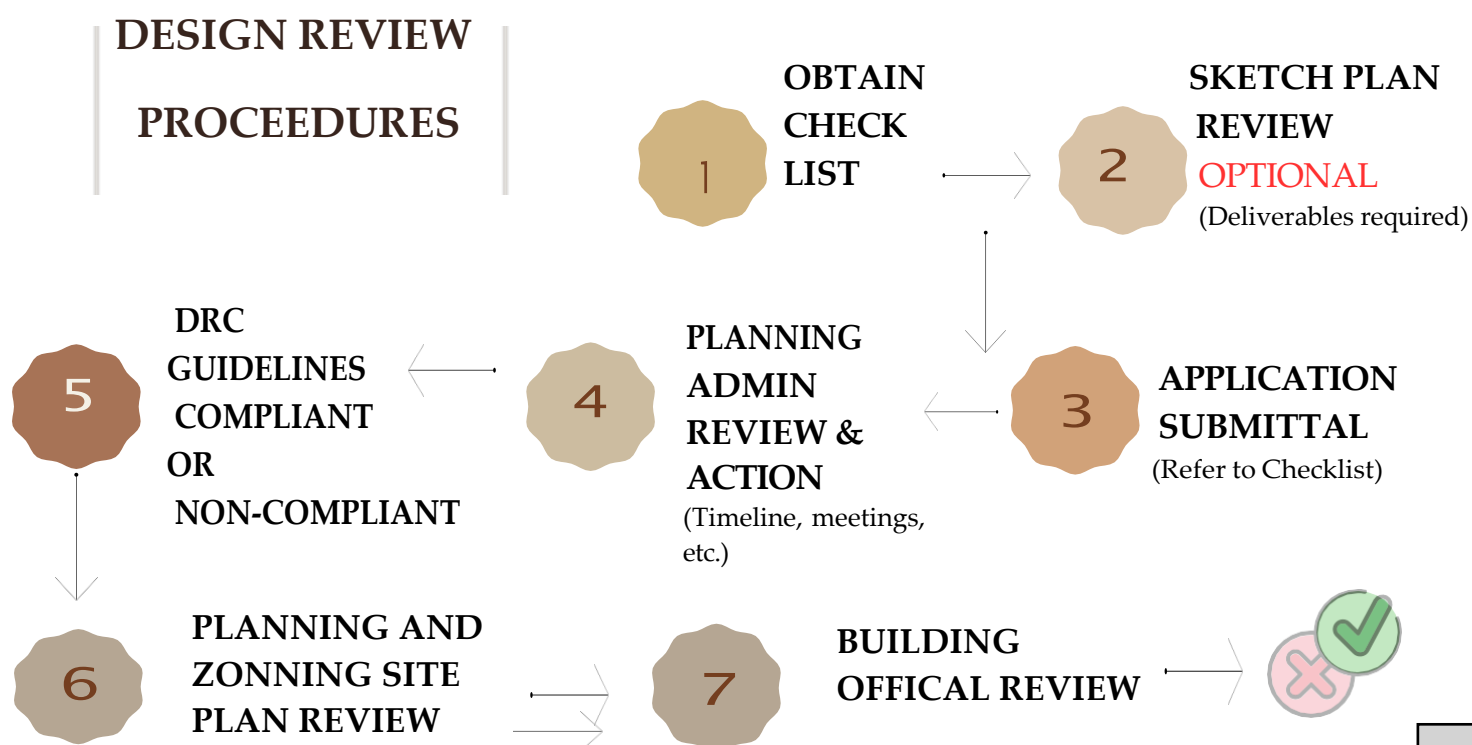 DESIGN REVIEW
PROCEEDURES
1
OBTAIN
CHECK
LIST
2
SKETCH PLAN
REVIEW
OPTIONAL
(Deliverables required)
3
APPLICATION
SUBMITTAL
(Refer to Checklist)
4
PLANNING
ADMIN
REVIEW &
ACTION
(Timeline, meetings,
etc.)
5
DRC
GUIDELINES
COMPLIANT
OR
NON-COMPLIANT
6
PLANNING AND
ZONNING SITE
PLAN REVIEW
7
BUILDING
OFFICAL REVIEW